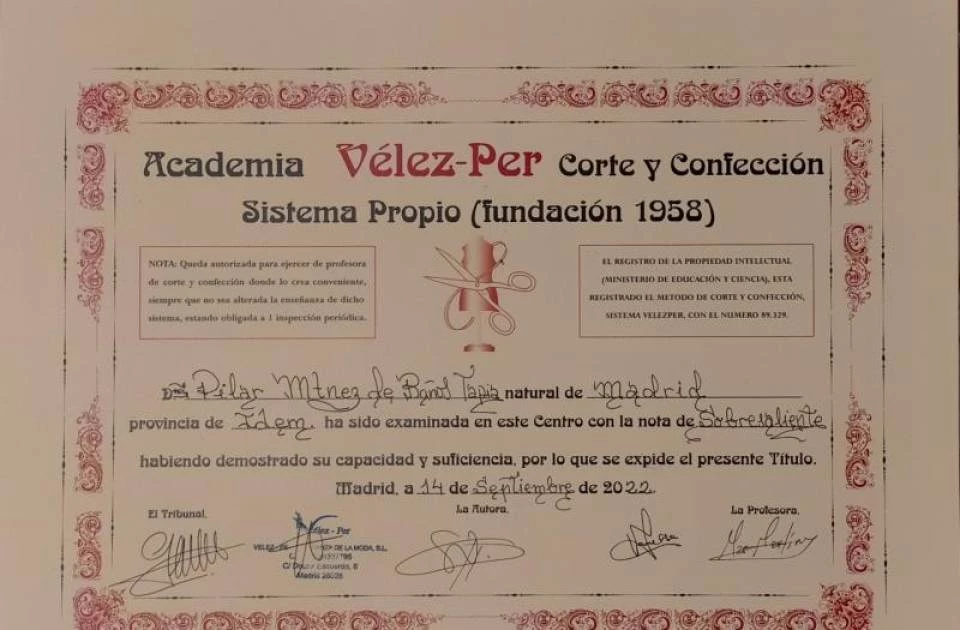 Academia Vélez-Per Corte y Confección
Sistema Propio (fundación 1958)
NOTA: Queda autorizada para ejercer de profesora
de corte y confección donde lo crea conveniente,
siempre que no sea alterada la enseñanza de dicho
sistema, estando obligada a 1 inspección periódica.
EL REGISTRO DE LA PROPIEDAD INTELECTUAL
(MINISTERIO DE EDUCACIÓN Y CIENCIA), ESTA
REGISTRADO EL METODO DE CORTE Y CONFECCIÓN,
SISTEMA VELEZPER, CON EL NUMERO 89.329.
Dña Pilar Mtnez de Baños Tapia natural de Madrid
provincia de Idem. ha sido examinada en este Centro con la nota de Sobresaliente
habiendo demostrado su capacidad y suficiencia, por lo que se expide el presente Título.
Madrid, a 14 de Septiembre de 2022.
El Tribunal,
La Autora,
La Profesora,
Vélez - Per
DE LA MODA, S.L.
C/ 8
Madrid 28028